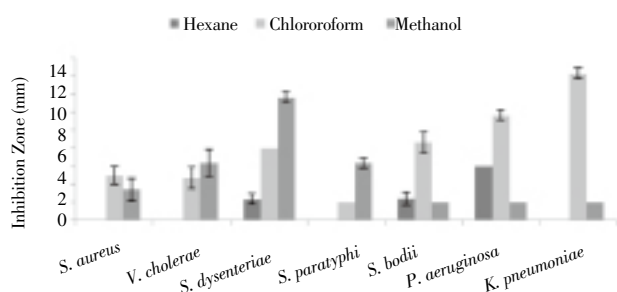 Hexane Chlororoform Methanol
Inhibition Zone (mm)
14
12
10
8
6
4
2
0
S. aureus
V. cholerae
S. dysenteriae
S. paratyphi
S. bodii
P. aeruginosa
K. pneumoniae